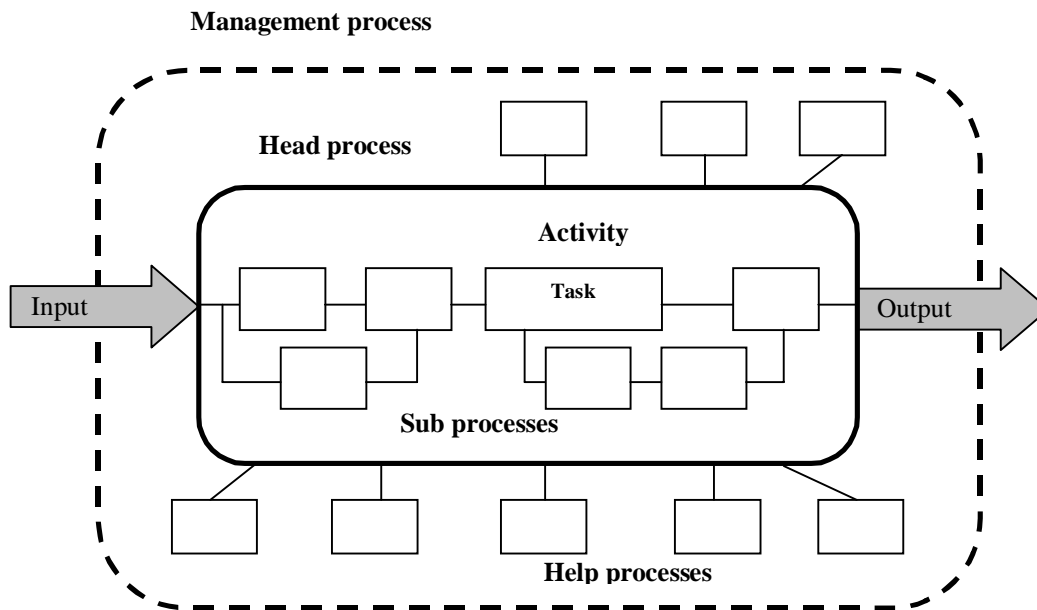 Management process
Head process
Activity
Task
Input
Output
Sub processes
Help processes